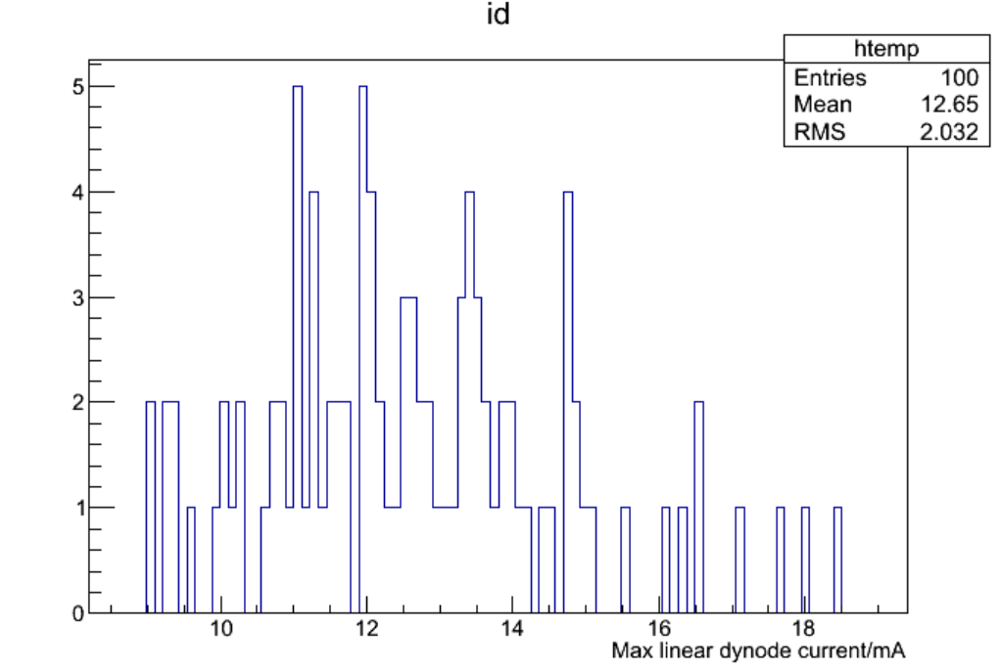 id
htemp
Entries 100
Mean 12.65
RMS 2.032
5
4
3
2
1
0
10 12 14 16 18
Max linear dynode current/mA